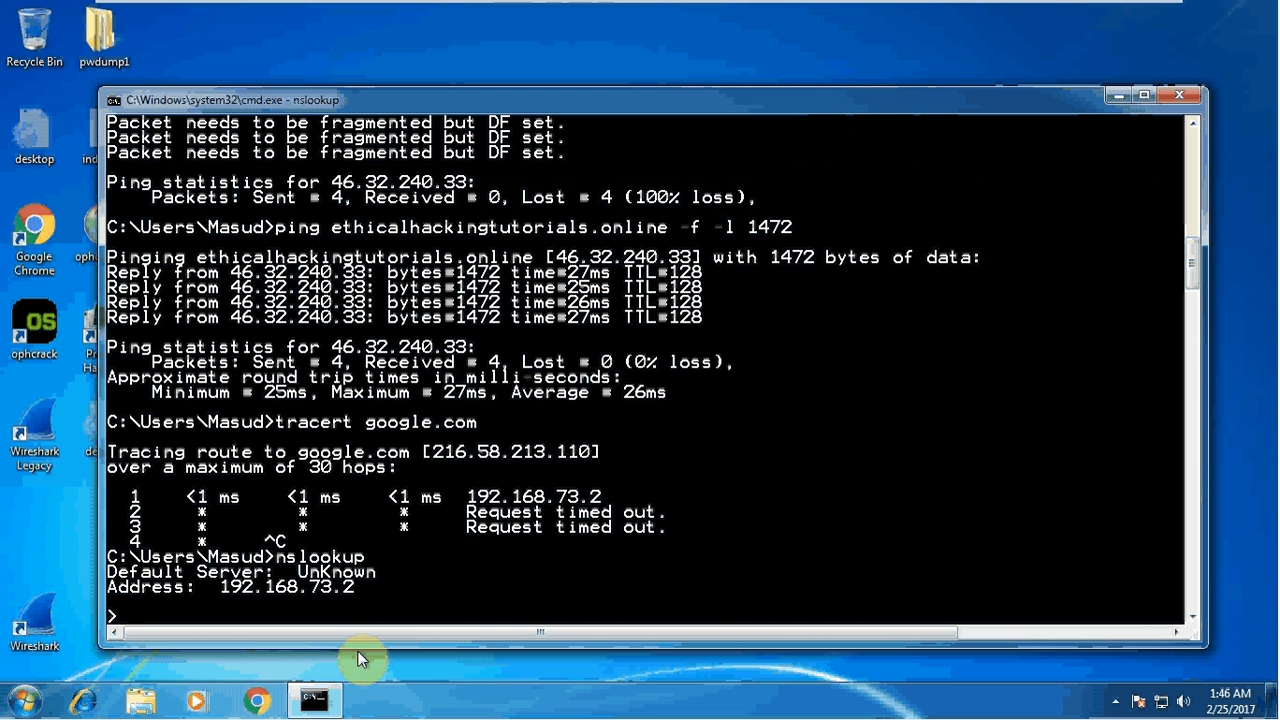 Recycle Bin
pwdump1
desktop
Google
Chrome
ophcrack
Wireshark
Legacy
Wireshark
C:\Windows\system32\cmd.exe - nslookup
Packet needs to be fragmented but DF set.
Packet needs to be fragmented but DF set.
Packet needs to be fragmented but DF set.
Ping statistics for 46.32.240.33:
Packets: Sent = 4, Received = 0, Lost = 4 (100% loss),
C:\Users\Masud>ping ethicalhackingtutorials.online -f -l 1472
Pinging ethicalhackingtutorials.online [46.32.240.33] with 1472 bytes of data:
Reply from 46.32.240.33: bytes=1472 time=27ms TTL=128
Reply from 46.32.240.33: bytes=1472 time=25ms TTL=128
Reply from 46.32.240.33: bytes=1472 time=26ms TTL=128
Reply from 46.32.240.33: bytes=1472 time=27ms TTL=128
Ping statistics for 46.32.240.33:
Packets: Sent = 4, Received = 4, Lost = 0 (0% loss),
Approximate round trip times in milli-seconds:
Minimum = 25ms, Maximum = 27ms, Average = 26ms
C:\Users\Masud>tracert google.com
Tracing route to google.com [216.58.213.110]
over a maximum of 30 hops:
1 <1 ms <1 ms <1 ms 192.168.73.2
2 * * * Request timed out.
3 * * * Request timed out.
4 * ^C
C:\Users\Masud>nslookup
Default Server: UnKnown
Address: 192.168.73.2
>
1:46 AM
2/25/2017